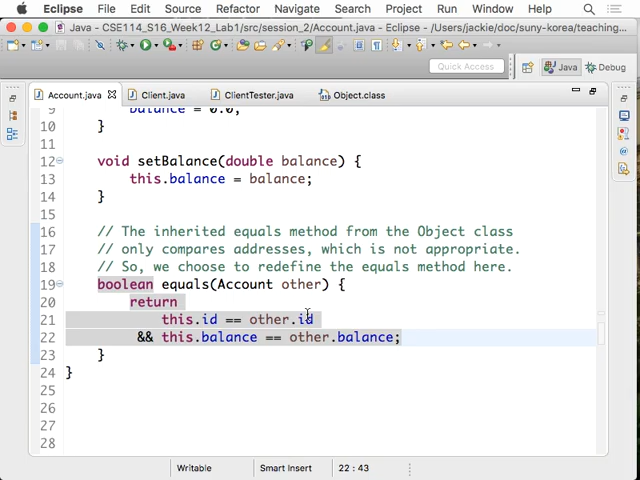 Eclipse File Edit Source Refactor Navigate Search Project Run Window Help
Java - CSE114_S16_Week12_Lab1/src/session_2/Account.java - Eclipse - /Users/jackie/doc/suny-korea/teaching...
Quick Access Java Debug
Account.java Client.java ClientTester.java Object.class
9 balance = 0.0;
10 }
11
12 void setBalance(double balance) {
13 this.balance = balance;
14 }
15
16 // The inherited equals method from the Object class
17 // only compares addresses, which is not appropriate.
18 // So, we choose to redefine the equals method here.
19 boolean equals(Account other) {
20 return
21 this.id == other.id
22 && this.balance == other.balance;
23 }
24 }
25
26
27
28
Writable Smart Insert 22 : 43